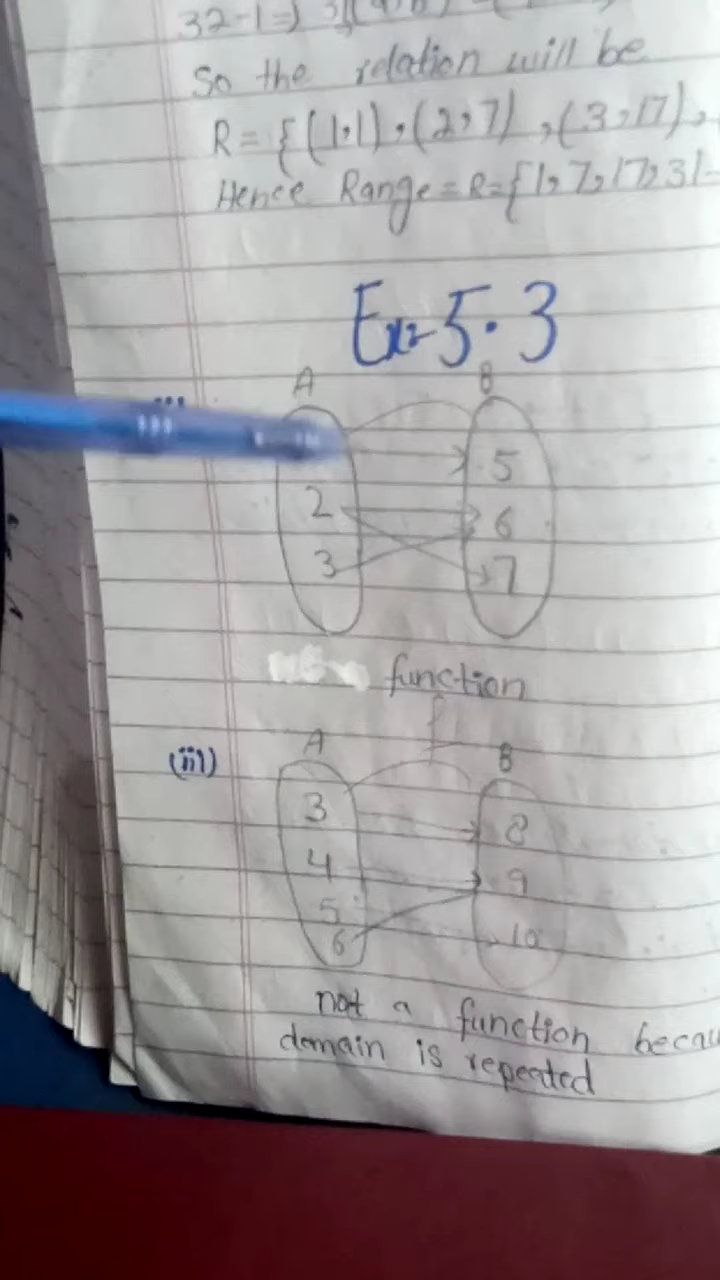 32-1=)
So the relation will be
R= {(1,1),(2,7),(3,17),
Hence Range=R={1,7,17,31-
Ex-5.3
A B
5
2 6
3 7
function
f
(iii) A B
3 8
4 9
5
6 10
not a function becau
domain is repeated